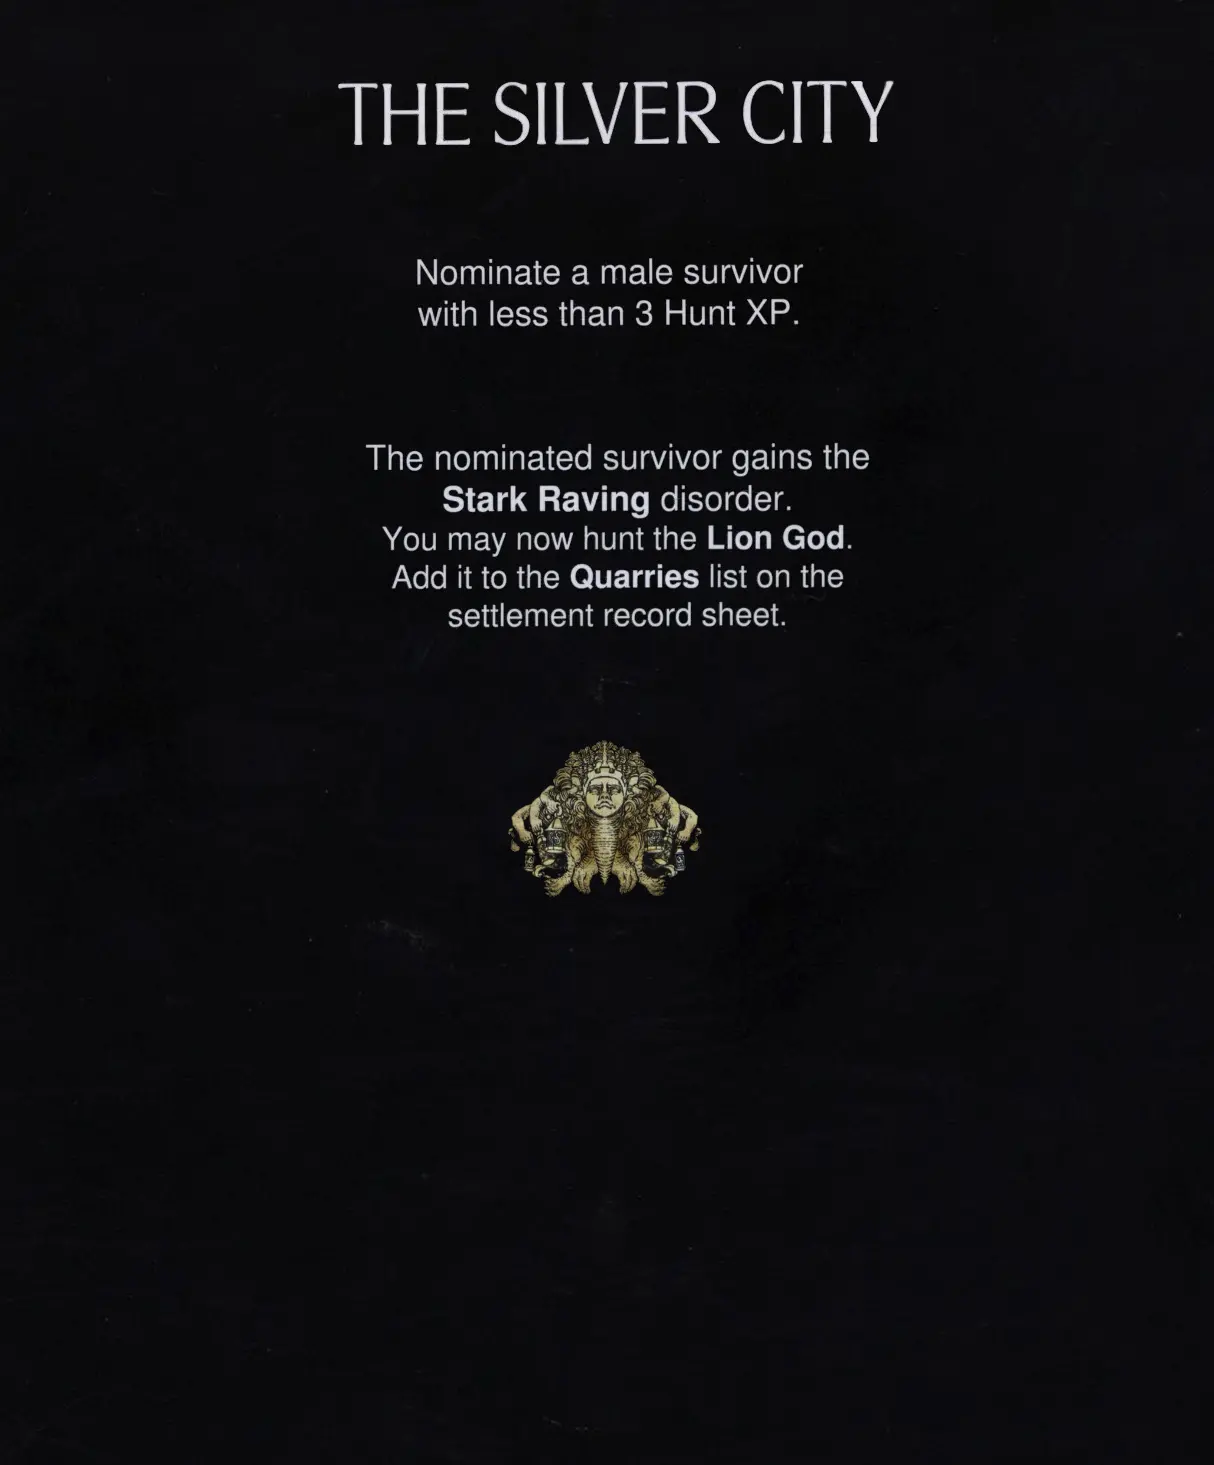 THE SILVER CITY
Nominate a male survivor
with less than 3 Hunt XP.
The nominated survivor gains the
Stark Raving disorder.
You may now hunt the Lion God.
Add it to the Quarries list on the
settlement record sheet.